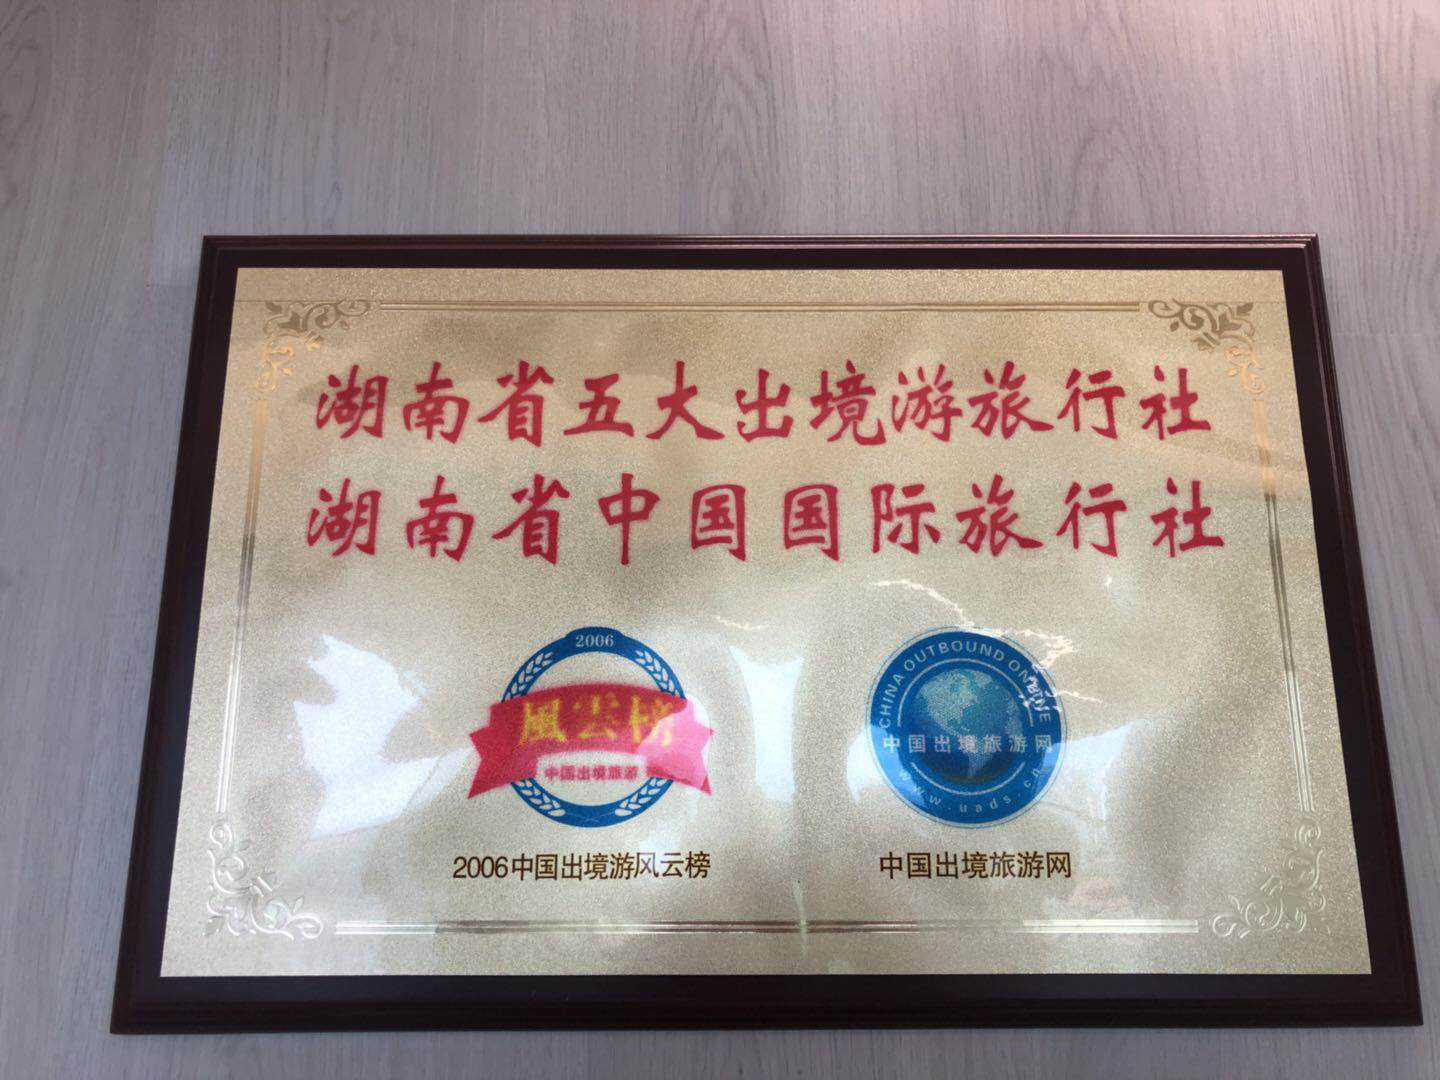 湖南省五大出境游旅行社
湖南省中国国际旅行社
2006
風雲榜
中国出境旅游
2006中国出境游风云榜
CHINA OUTBOUND ONLINE
中国出境旅游网
www.uads.cn
中国出境旅游网